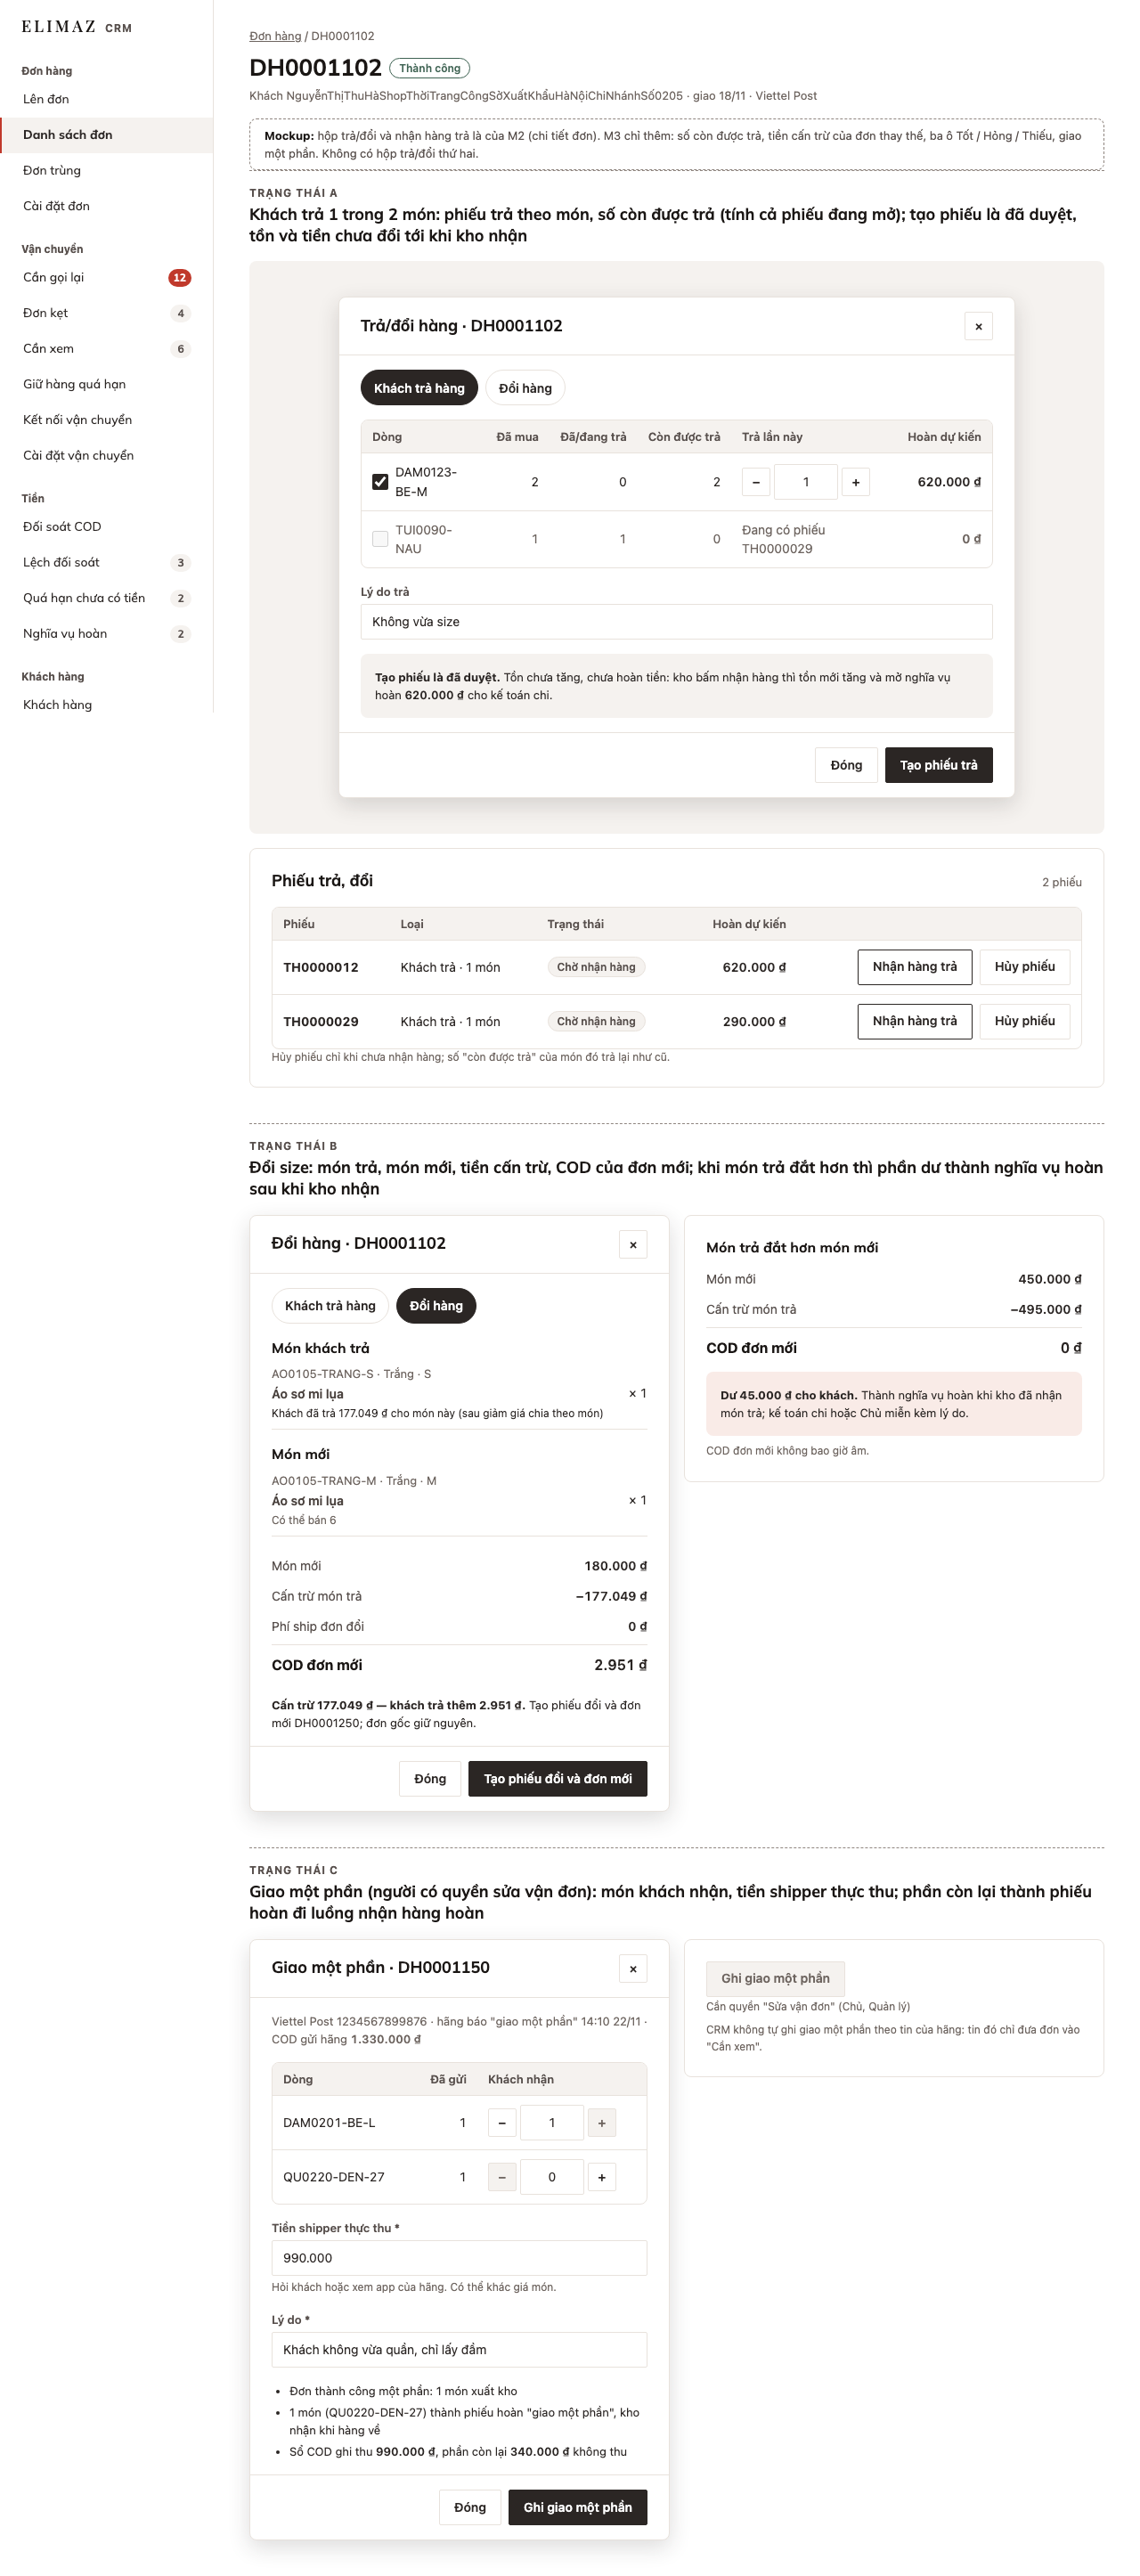 ELIMAZ CRM
Đơn hàng
Lên đơn
Danh sách đơn
Đơn trùng
Cài đặt đơn
Vận chuyển
Cần gọi lại 12
Đơn kẹt 4
Cần xem 6
Giữ hàng quá hạn
Kết nối vận chuyển
Cài đặt vận chuyển
Tiền
Đối soát COD
Lệch đối soát 3
Quá hạn chưa có tiền 2
Nghĩa vụ hoàn 2
Khách hàng
Khách hàng
Đơn hàng / DH0001102
DH0001102 Thành công
Khách NguyễnThịThuHàShopThờiTrangCôngSởXuấtKhẩuHàNộiChiNhánhSố0205 · giao 18/11 · Viettel Post
Mockup: hộp trả/đổi và nhận hàng trả là của M2 (chi tiết đơn). M3 chỉ thêm: số còn được trả, tiền cấn trừ của đơn thay thế, ba ô Tốt / Hỏng / Thiếu, giao
một phần. Không có hộp trả/đổi thứ hai.
TRẠNG THÁI A
Khách trả 1 trong 2 món: phiếu trả theo món, số còn được trả (tính cả phiếu đang mở); tạo phiếu là đã duyệt,
tồn và tiền chưa đổi tới khi kho nhận
Trả/đổi hàng · DH0001102 ×
Khách trả hàng Đổi hàng
Dòng Đã mua Đã/đang trả Còn được trả Trả lần này Hoàn dự kiến
DAM0123-
BE-M 2 0 2 − 1 + 620.000 ₫
TUI0090-
NAU 1 1 0 Đang có phiếu
TH0000029 0 ₫
Lý do trả
Không vừa size
Tạo phiếu là đã duyệt. Tồn chưa tăng, chưa hoàn tiền: kho bấm nhận hàng thì tồn mới tăng và mở nghĩa vụ
hoàn 620.000 ₫ cho kế toán chi.
Đóng Tạo phiếu trả
Phiếu trả, đổi 2 phiếu
Phiếu Loại Trạng thái Hoàn dự kiến
TH0000012 Khách trả · 1 món Chờ nhận hàng 620.000 ₫ Nhận hàng trả Hủy phiếu
TH0000029 Khách trả · 1 món Chờ nhận hàng 290.000 ₫ Nhận hàng trả Hủy phiếu
Hủy phiếu chỉ khi chưa nhận hàng; số "còn được trả" của món đó trả lại như cũ.
TRẠNG THÁI B
Đổi size: món trả, món mới, tiền cấn trừ, COD của đơn mới; khi món trả đắt hơn thì phần dư thành nghĩa vụ hoàn
sau khi kho nhận
Đổi hàng · DH0001102 ×
Khách trả hàng Đổi hàng
Món khách trả
AO0105-TRANG-S · Trắng · S
Áo sơ mi lụa × 1
Khách đã trả 177.049 ₫ cho món này (sau giảm giá chia theo món)
Món mới
AO0105-TRANG-M · Trắng · M
Áo sơ mi lụa × 1
Có thể bán 6
Món mới 180.000 ₫
Cấn trừ món trả −177.049 ₫
Phí ship đơn đổi 0 ₫
COD đơn mới 2.951 ₫
Cấn trừ 177.049 ₫ — khách trả thêm 2.951 ₫. Tạo phiếu đổi và đơn
mới DH0001250; đơn gốc giữ nguyên.
Đóng Tạo phiếu đổi và đơn mới
Món trả đắt hơn món mới
Món mới 450.000 ₫
Cấn trừ món trả −495.000 ₫
COD đơn mới 0 ₫
Dư 45.000 ₫ cho khách. Thành nghĩa vụ hoàn khi kho đã nhận
món trả; kế toán chi hoặc Chủ miễn kèm lý do.
COD đơn mới không bao giờ âm.
TRẠNG THÁI C
Giao một phần (người có quyền sửa vận đơn): món khách nhận, tiền shipper thực thu; phần còn lại thành phiếu
hoàn đi luồng nhận hàng hoàn
Giao một phần · DH0001150 ×
Viettel Post 1234567899876 · hãng báo "giao một phần" 14:10 22/11 ·
COD gửi hãng 1.330.000 ₫
Dòng Đã gửi Khách nhận
DAM0201-BE-L 1 − 1 +
QU0220-DEN-27 1 − 0 +
Tiền shipper thực thu *
990.000
Hỏi khách hoặc xem app của hãng. Có thể khác giá món.
Lý do *
Khách không vừa quần, chỉ lấy đầm
• Đơn thành công một phần: 1 món xuất kho
• 1 món (QU0220-DEN-27) thành phiếu hoàn "giao một phần", kho
nhận khi hàng về
• Sổ COD ghi thu 990.000 ₫, phần còn lại 340.000 ₫ không thu
Đóng Ghi giao một phần
Ghi giao một phần
Cần quyền "Sửa vận đơn" (Chủ, Quản lý)
CRM không tự ghi giao một phần theo tin của hãng: tin đó chỉ đưa đơn vào
"Cần xem".